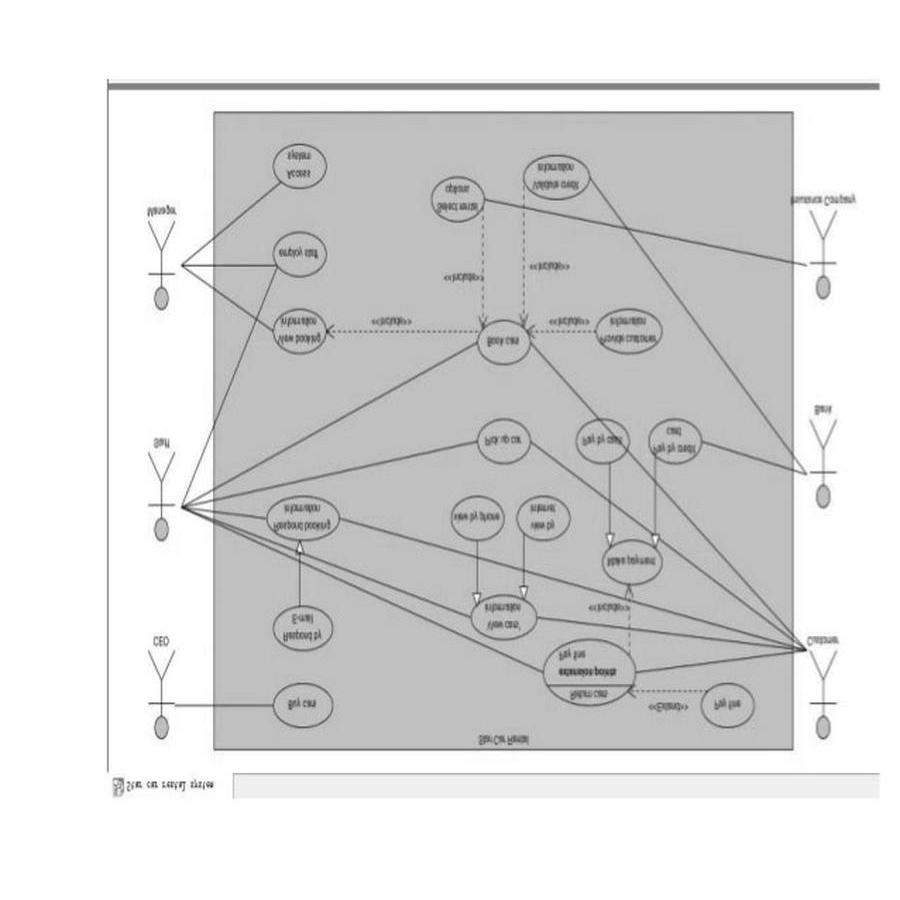 Star car rental system
Star Car Rental
CEO
Buy cars
Pay fine
<<Extend>>
Return cars
extension points
Pay fine
Customer
Respond by
E-mail
View cars'
information
<<Include>>
Make payment
Staff
Respond booking
information
view by phone
view by
internet
Pick up car
Pay by cash
Pay by credit
card
Bank
View booking
information
<<Include>>
Book cars
<<Include>>
Provide customer
information
<<Include>>
<<Include>>
Manager
employ staff
Access
system
Select rental
options
Validate credit
information
Insurance Company